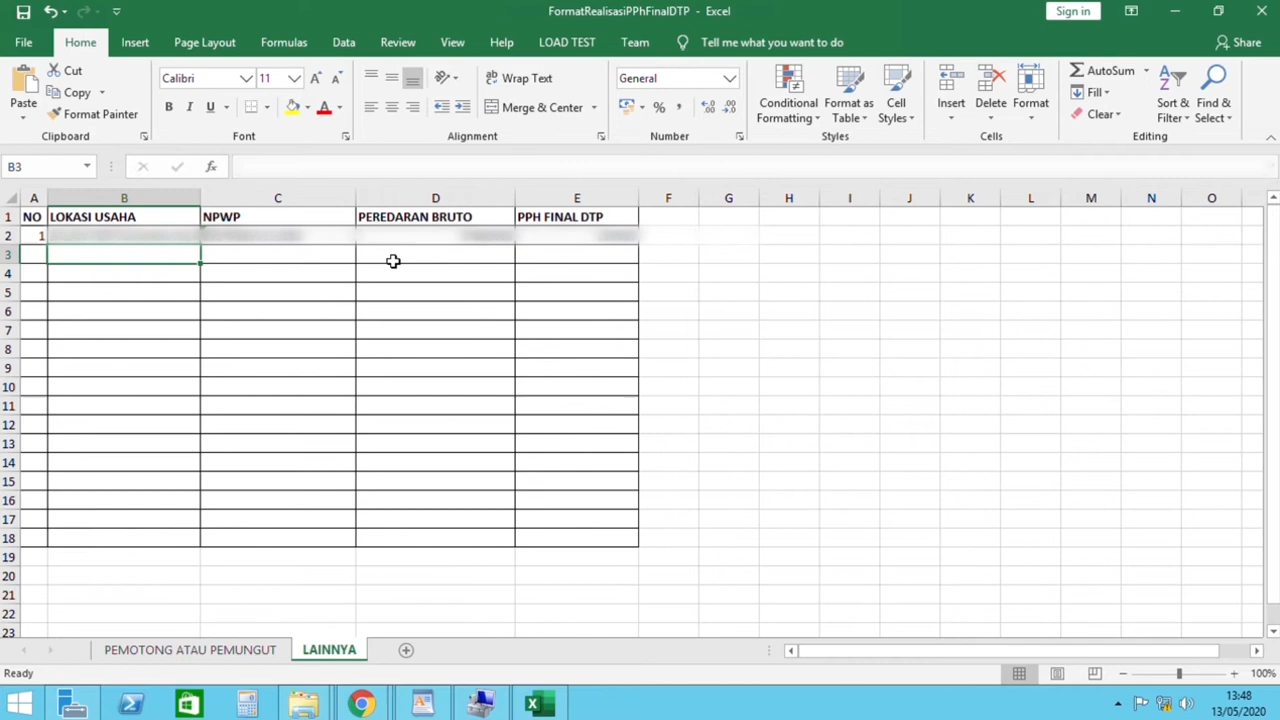 FormatRealisasiPPhFinalDTP - Excel
Sign in
File Home Insert Page Layout Formulas Data Review View Help LOAD TEST Team Tell me what you want to do Share
Paste
Cut
Copy
Format Painter
Clipboard
Calibri 11
B I U
Font
Wrap Text
Merge & Center
Alignment
General
Number
Conditional Formatting
Format as Table
Cell Styles
Styles
Insert
Delete
Format
Cells
AutoSum
Fill
Clear
Sort & Filter
Find & Select
Editing
B3
fx
A B C D E F G H I J K L M N O
1 NO LOKASI USAHA NPWP PEREDARAN BRUTO PPH FINAL DTP
2 1
3
4
5
6
7
8
9
10
11
12
13
14
15
16
17
18
19
20
21
22
23
PEMOTONG ATAU PEMUNGUT LAINNYA
Ready
100%
13:48
13/05/2020